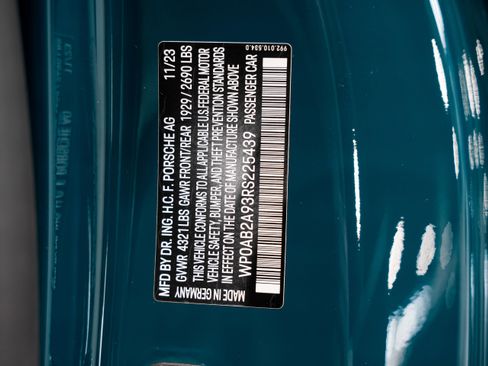 992.010.534.0
MFD BY DR. ING. H.C. F. PORSCHE AG 11/23
GVWR 4321 LBS GAWR FRONT/REAR 1929 / 2690 LBS
THIS VEHICLE CONFORMS TO ALL APPLICABLE U.S. FEDERAL MOTOR
VEHICLE SAFETY, BUMPER, AND THEFT PREVENTION STANDARDS
IN EFFECT ON THE DATE OF MANUFACTURE SHOWN ABOVE
WP0AB2A93RS225439 PASSENGER CAR
MADE IN GERMANY